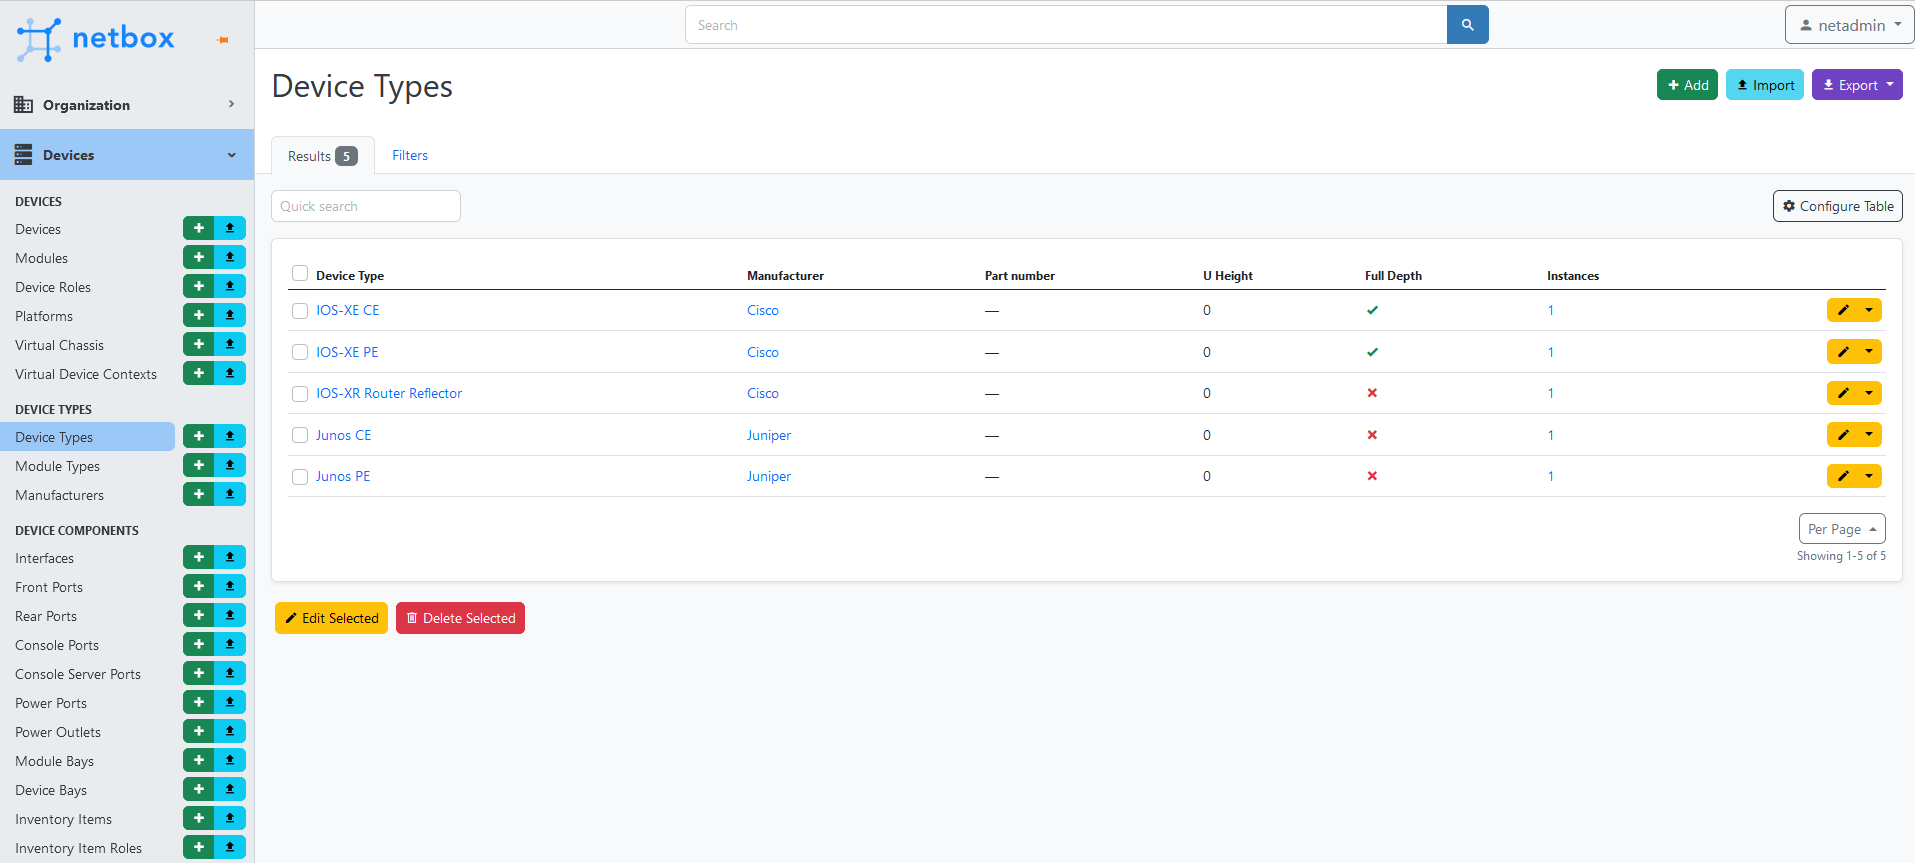 netbox
Search
netadmin
Organization
Devices
DEVICES
Devices
Modules
Device Roles
Platforms
Virtual Chassis
Virtual Device Contexts
DEVICE TYPES
Device Types
Module Types
Manufacturers
DEVICE COMPONENTS
Interfaces
Front Ports
Rear Ports
Console Ports
Console Server Ports
Power Ports
Power Outlets
Module Bays
Device Bays
Inventory Items
Inventory Item Roles
Device Types
Add Import Export
Results 5 Filters
Quick search
Configure Table
Device Type Manufacturer Part number U Height Full Depth Instances
IOS-XE CE Cisco — 0 1
IOS-XE PE Cisco — 0 1
IOS-XR Router Reflector Cisco — 0 1
Junos CE Juniper — 0 1
Junos PE Juniper — 0 1
Per Page
Showing 1-5 of 5
Edit Selected Delete Selected